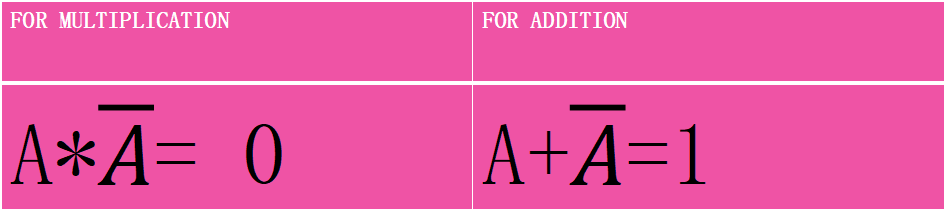 FOR MULTIPLICATION
FOR ADDITION
A*A̅= 0
A+A̅=1